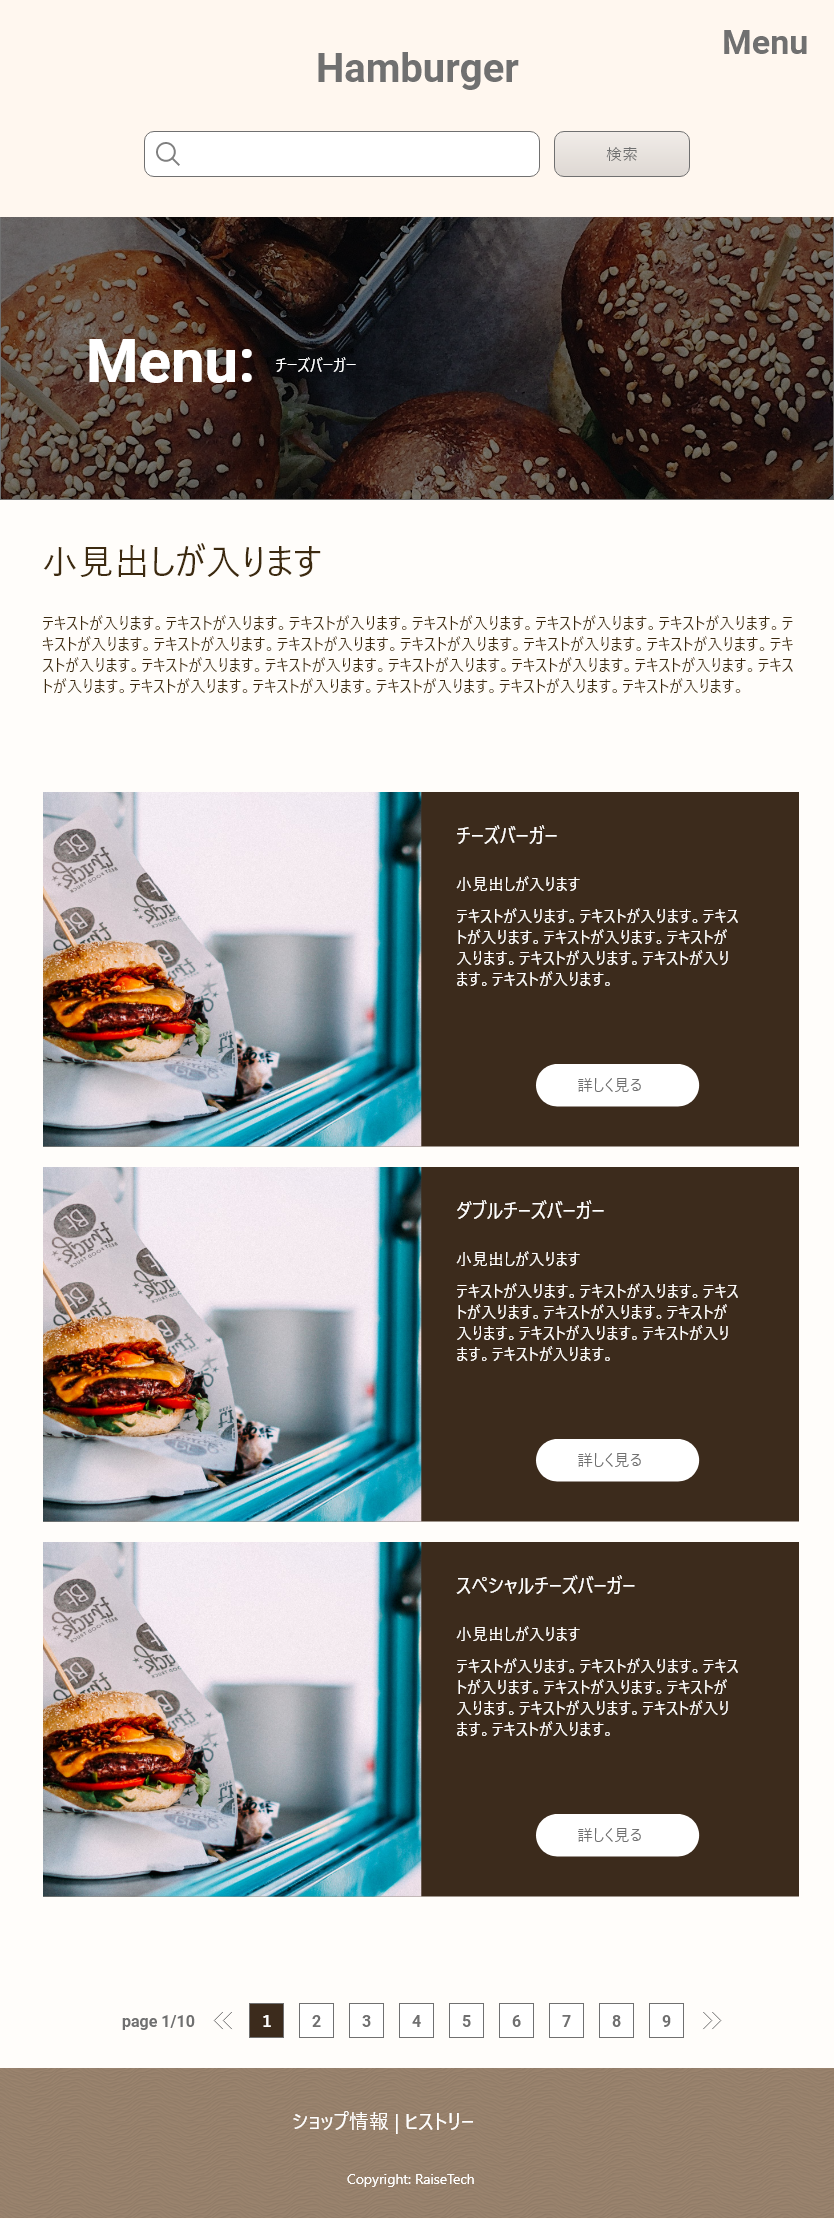 Menu
Hamburger
検索
Menu: チーズバーガー
小見出しが入ります
テキストが入ります。テキストが入ります。テキストが入ります。テキストが入ります。テキストが入ります。テキストが入ります。テ
キストが入ります。テキストが入ります。テキストが入ります。テキストが入ります。テキストが入ります。テキストが入ります。テキ
ストが入ります。テキストが入ります。テキストが入ります。テキストが入ります。テキストが入ります。テキストが入ります。テキス
トが入ります。テキストが入ります。テキストが入ります。テキストが入ります。テキストが入ります。テキストが入ります。
チーズバーガー
小見出しが入ります
テキストが入ります。テキストが入ります。テキス
トが入ります。テキストが入ります。テキストが
入ります。テキストが入ります。テキストが入り
ます。テキストが入ります。
詳しく見る
ダブルチーズバーガー
小見出しが入ります
テキストが入ります。テキストが入ります。テキス
トが入ります。テキストが入ります。テキストが
入ります。テキストが入ります。テキストが入り
ます。テキストが入ります。
詳しく見る
スペシャルチーズバーガー
小見出しが入ります
テキストが入ります。テキストが入ります。テキス
トが入ります。テキストが入ります。テキストが
入ります。テキストが入ります。テキストが入り
ます。テキストが入ります。
詳しく見る
page 1/10 1 2 3 4 5 6 7 8 9
ショップ情報 | ヒストリー
Copyright: RaiseTech